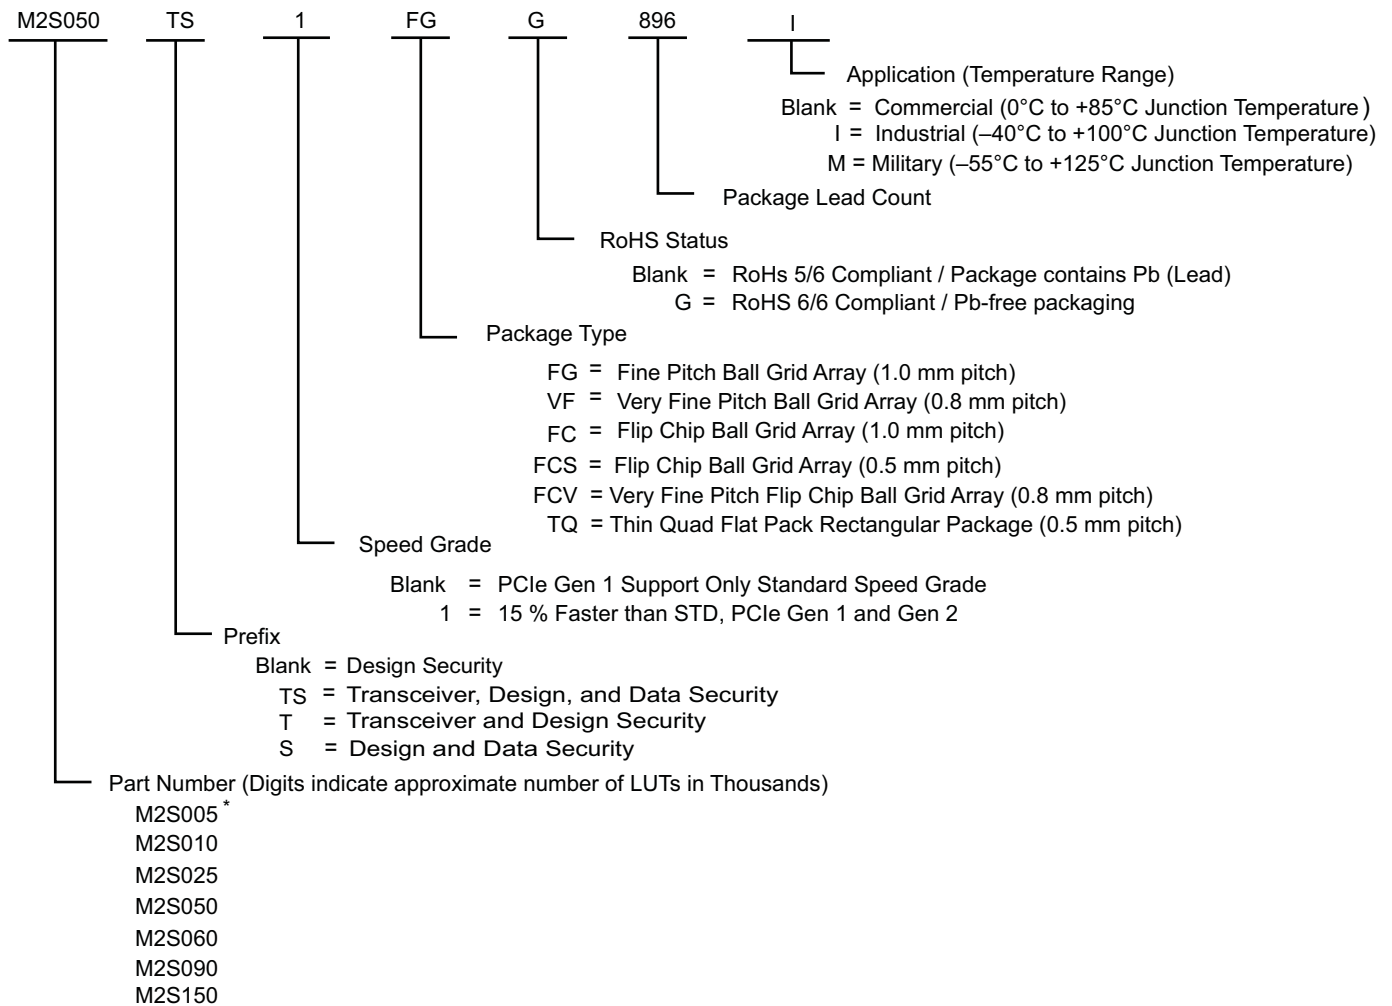 M2S050 TS 1 FG G 896 I
Application (Temperature Range)
Blank = Commercial (0°C to +85°C Junction Temperature)
I = Industrial (–40°C to +100°C Junction Temperature)
M = Military (–55°C to +125°C Junction Temperature)
Package Lead Count
RoHS Status
Blank = RoHs 5/6 Compliant / Package contains Pb (Lead)
G = RoHS 6/6 Compliant / Pb-free packaging
Package Type
FG = Fine Pitch Ball Grid Array (1.0 mm pitch)
VF = Very Fine Pitch Ball Grid Array (0.8 mm pitch)
FC = Flip Chip Ball Grid Array (1.0 mm pitch)
FCS = Flip Chip Ball Grid Array (0.5 mm pitch)
FCV = Very Fine Pitch Flip Chip Ball Grid Array (0.8 mm pitch)
TQ = Thin Quad Flat Pack Rectangular Package (0.5 mm pitch)
Speed Grade
Blank = PCIe Gen 1 Support Only Standard Speed Grade
1 = 15 % Faster than STD, PCIe Gen 1 and Gen 2
Prefix
Blank = Design Security
TS = Transceiver, Design, and Data Security
T = Transceiver and Design Security
S = Design and Data Security
Part Number (Digits indicate approximate number of LUTs in Thousands)
M2S005 *
M2S010
M2S025
M2S050
M2S060
M2S090
M2S150